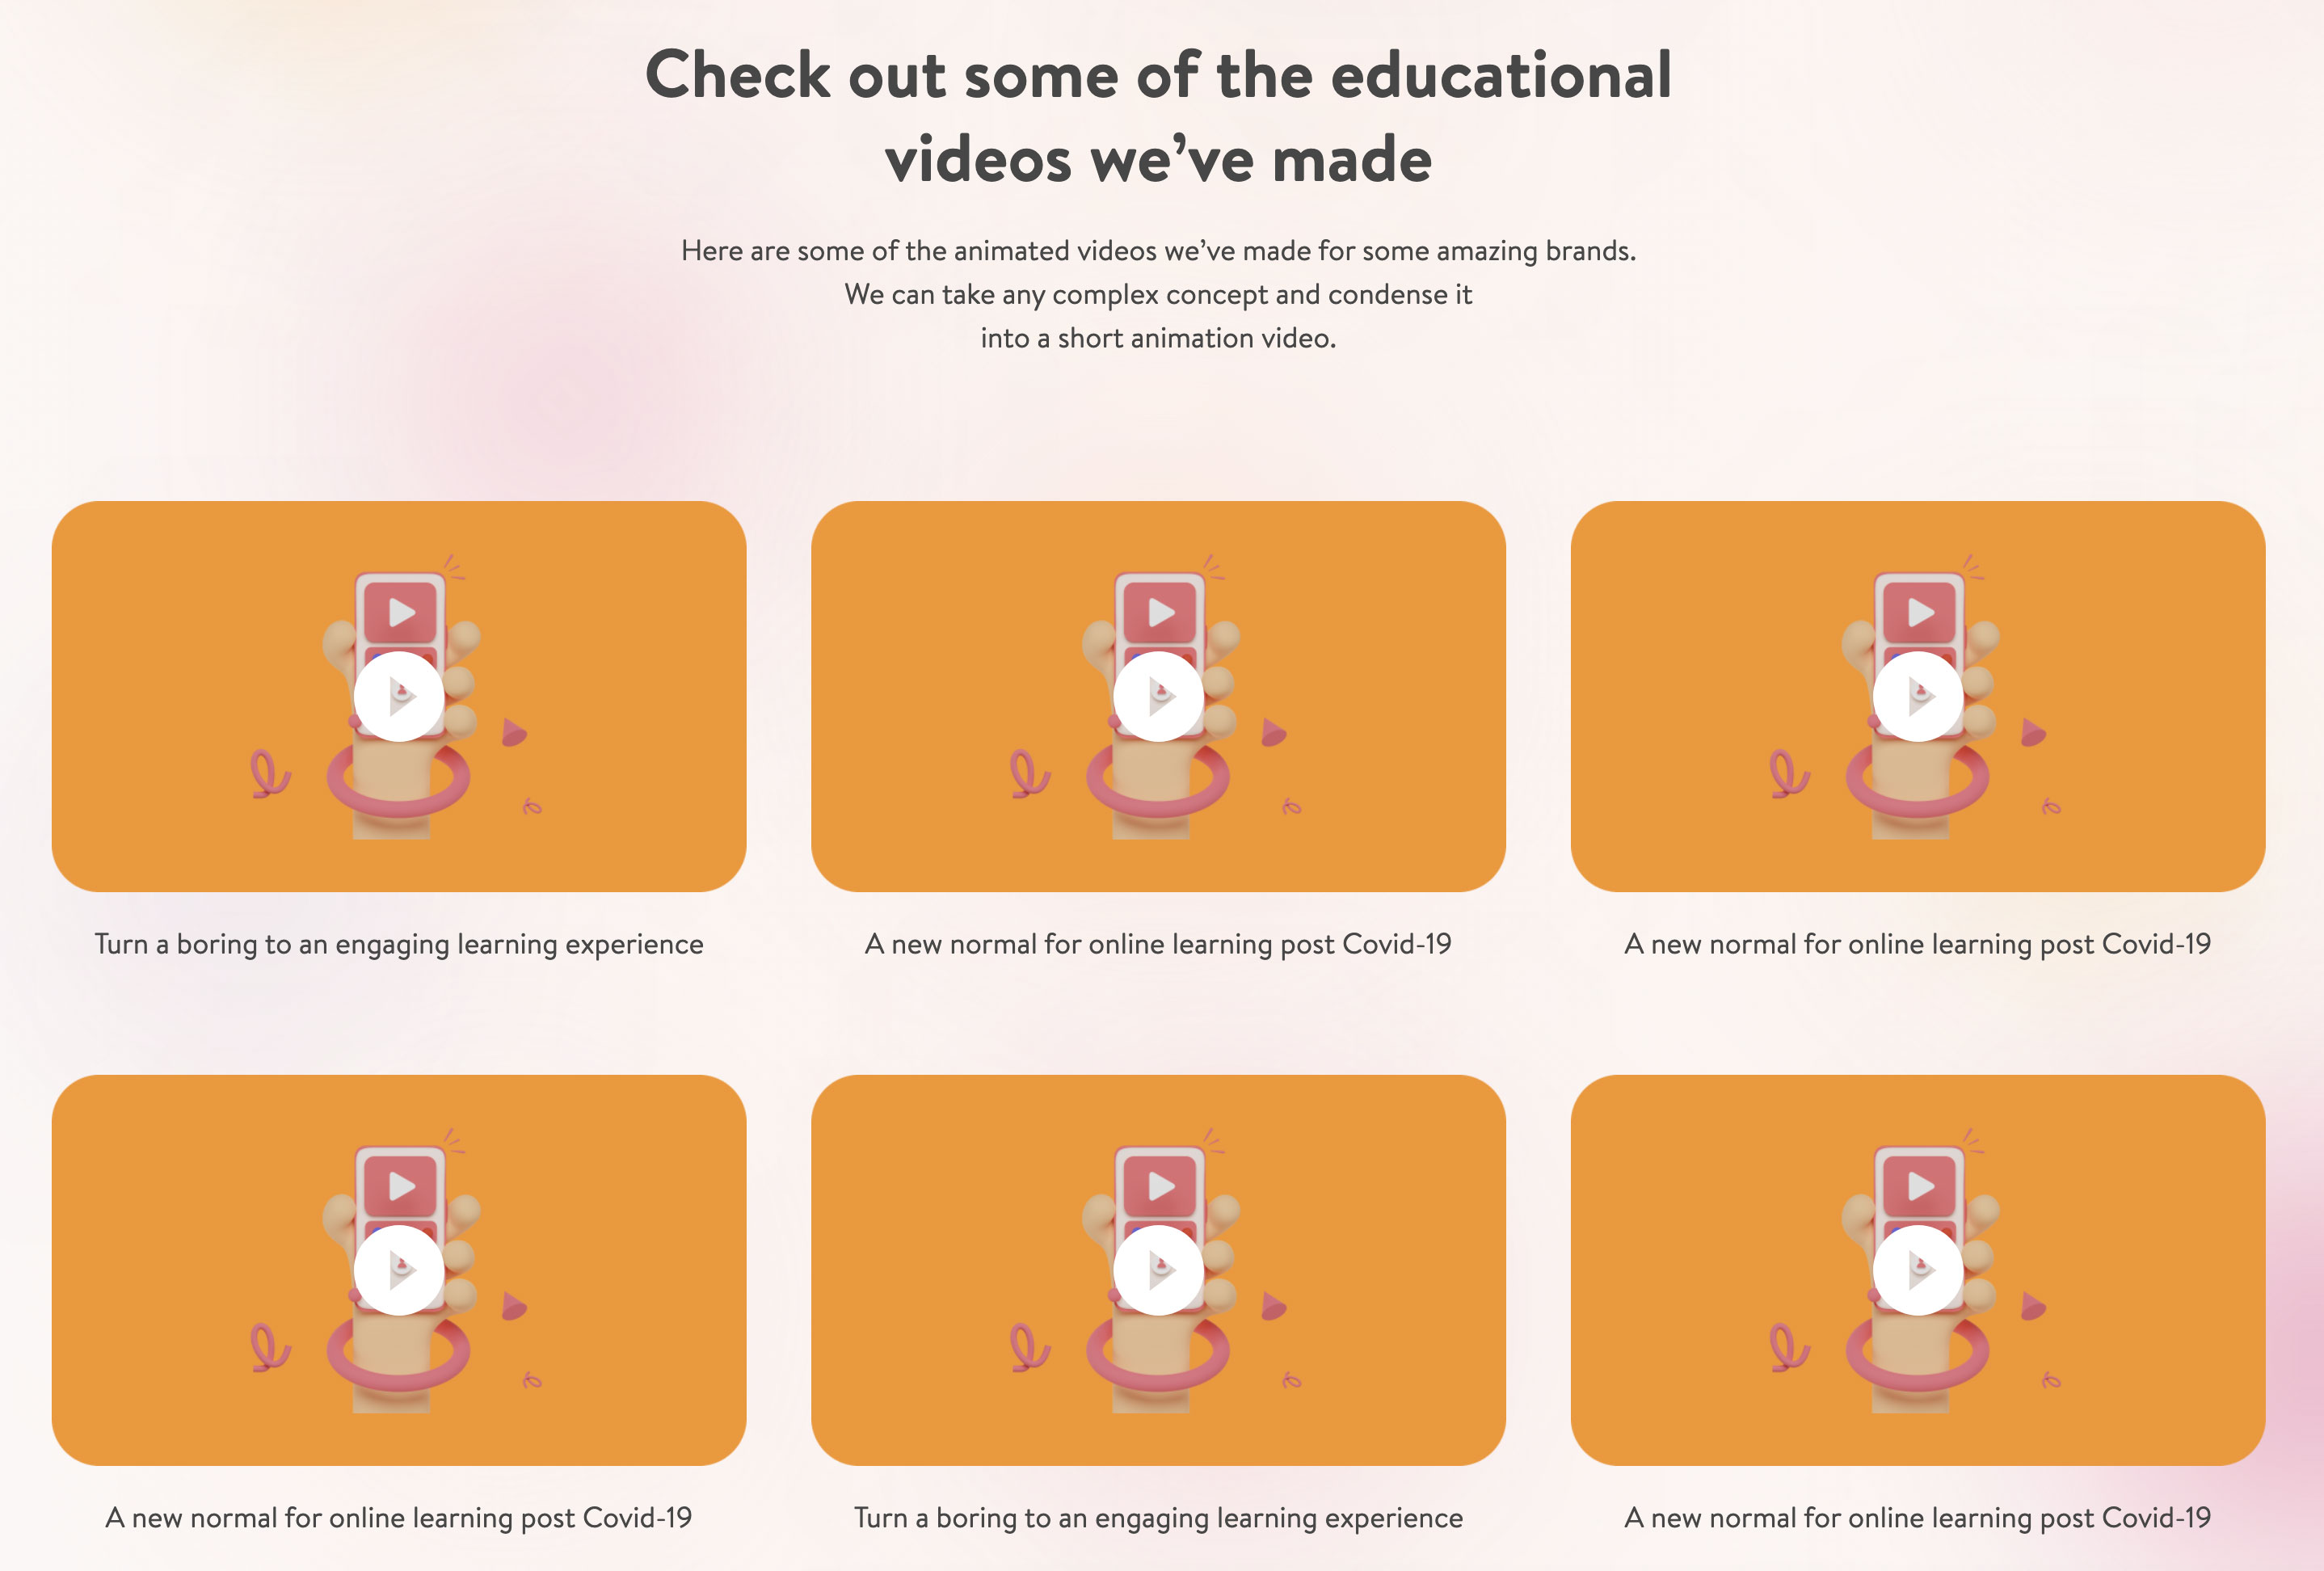 Check out some of the educational
videos we’ve made
Here are some of the animated videos we’ve made for some amazing brands.
We can take any complex concept and condense it
into a short animation video.
Turn a boring to an engaging learning experience
A new normal for online learning post Covid-19
A new normal for online learning post Covid-19
A new normal for online learning post Covid-19
Turn a boring to an engaging learning experience
A new normal for online learning post Covid-19